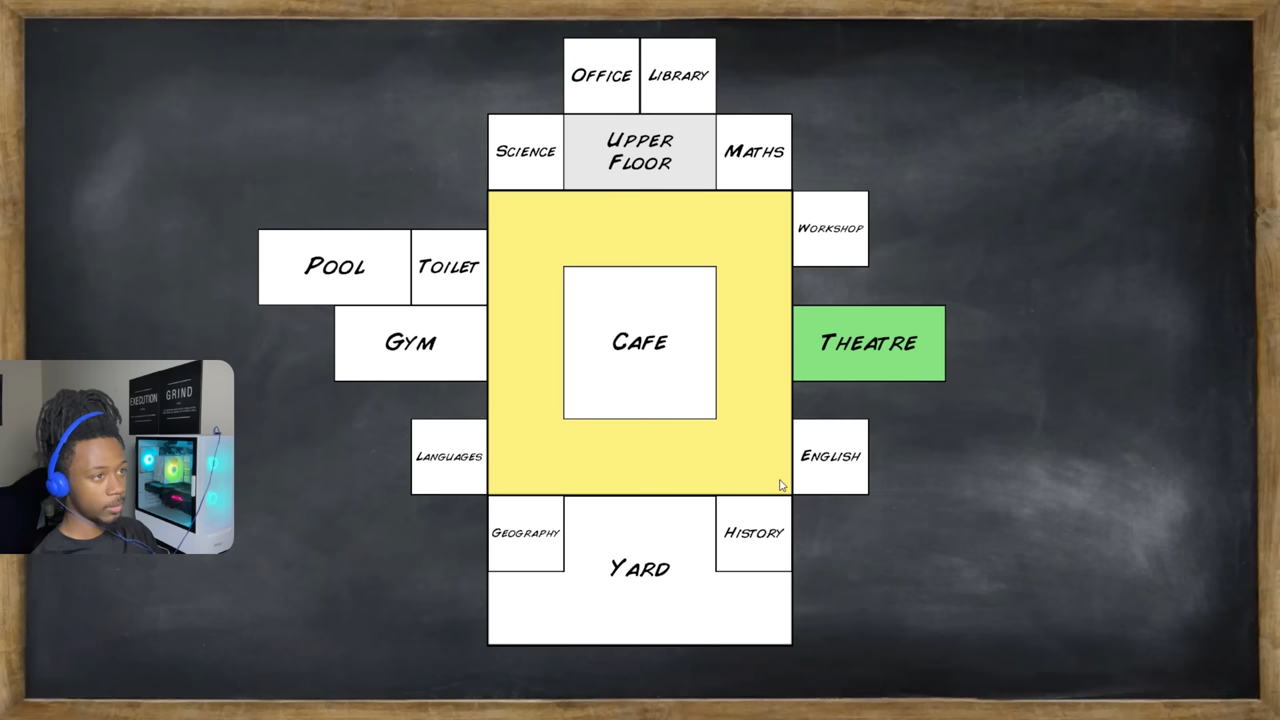 OFFICE
LIBRARY
SCIENCE
UPPER
FLOOR
MATHS
WORKSHOP
POOL
TOILET
GYM
CAFE
THEATRE
LANGUAGES
ENGLISH
GEOGRAPHY
HISTORY
YARD
EXECUTION
GRIND